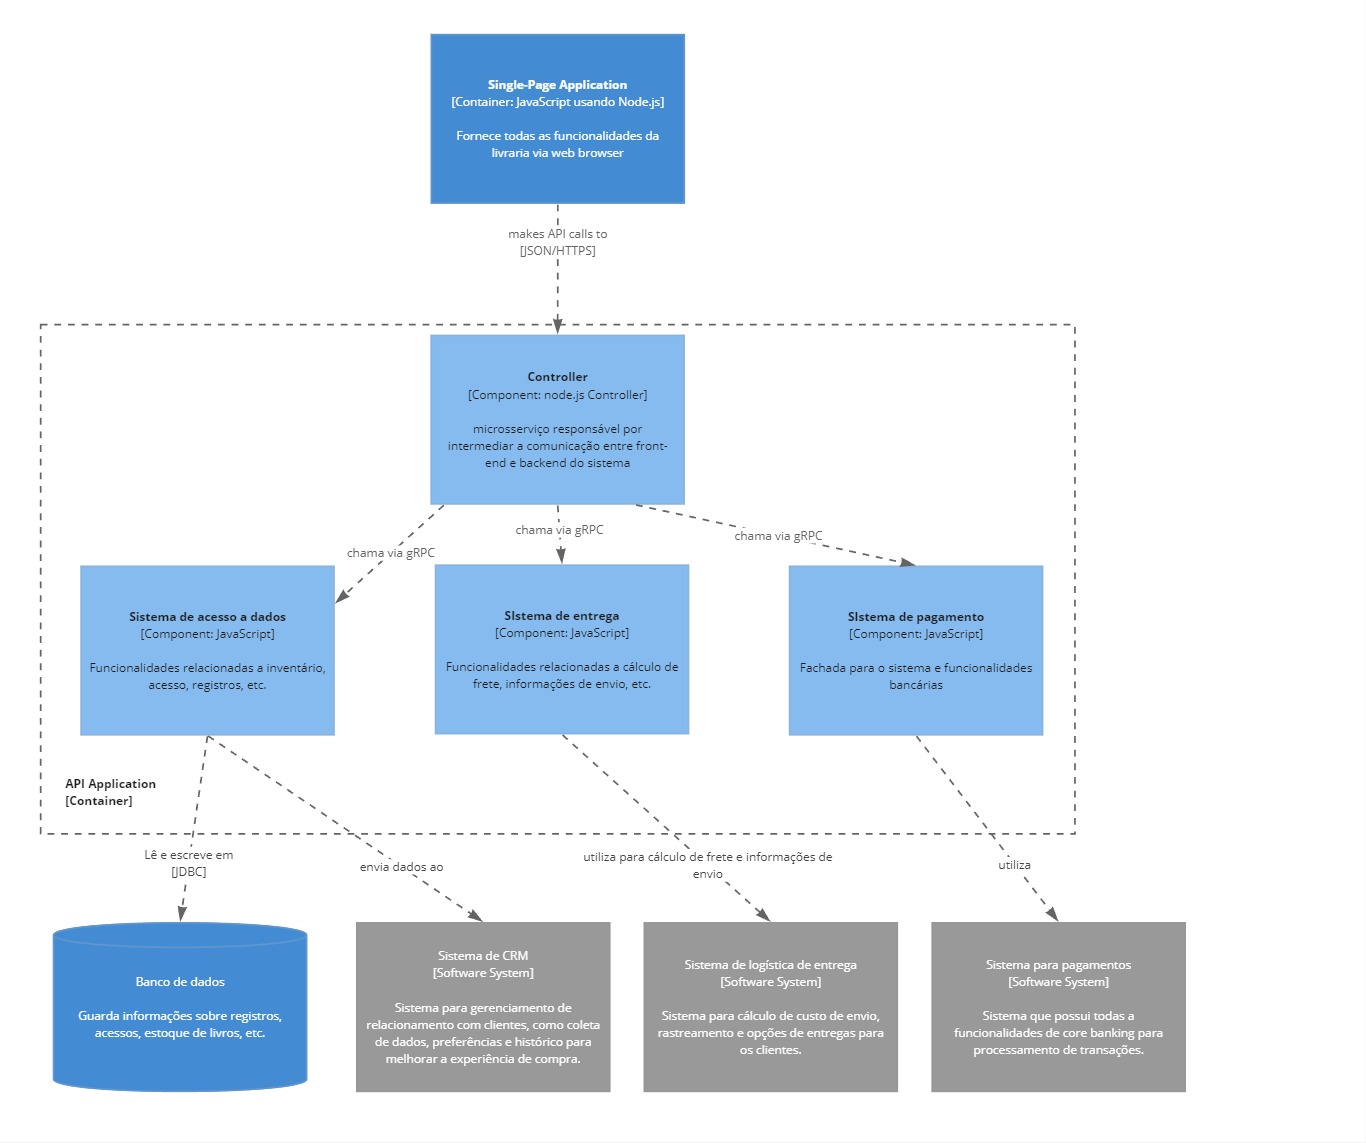 Single-Page Application
[Container: JavaScript usando Node.js]
Fornece todas as funcionalidades da
livraria via web browser
makes API calls to
[JSON/HTTPS]
Controller
[Component: node.js Controller]
microsserviço responsável por
intermediar a comunicação entre front-
end e backend do sistema
chama via gRPC
chama via gRPC
chama via gRPC
Sistema de acesso a dados
[Component: JavaScript]
Funcionalidades relacionadas a inventário,
acesso, registros, etc.
SIstema de entrega
[Component: JavaScript]
Funcionalidades relacionadas a cálculo de
frete, informações de envio, etc.
SIstema de pagamento
[Component: JavaScript]
Fachada para o sistema e funcionalidades
bancárias
API Application
[Container]
Lê e escreve em
[JDBC]
envia dados ao
utiliza para cálculo de frete e informações de
envio
utiliza
Banco de dados
Guarda informações sobre registros,
acessos, estoque de livros, etc.
Sistema de CRM
[Software System]
Sistema para gerenciamento de
relacionamento com clientes, como coleta
de dados, preferências e histórico para
melhorar a experiência de compra.
Sistema de logística de entrega
[Software System]
Sistema para cálculo de custo de envio,
rastreamento e opções de entregas para
os clientes.
Sistema para pagamentos
[Software System]
Sistema que possui todas a
funcionalidades de core banking para
processamento de transações.